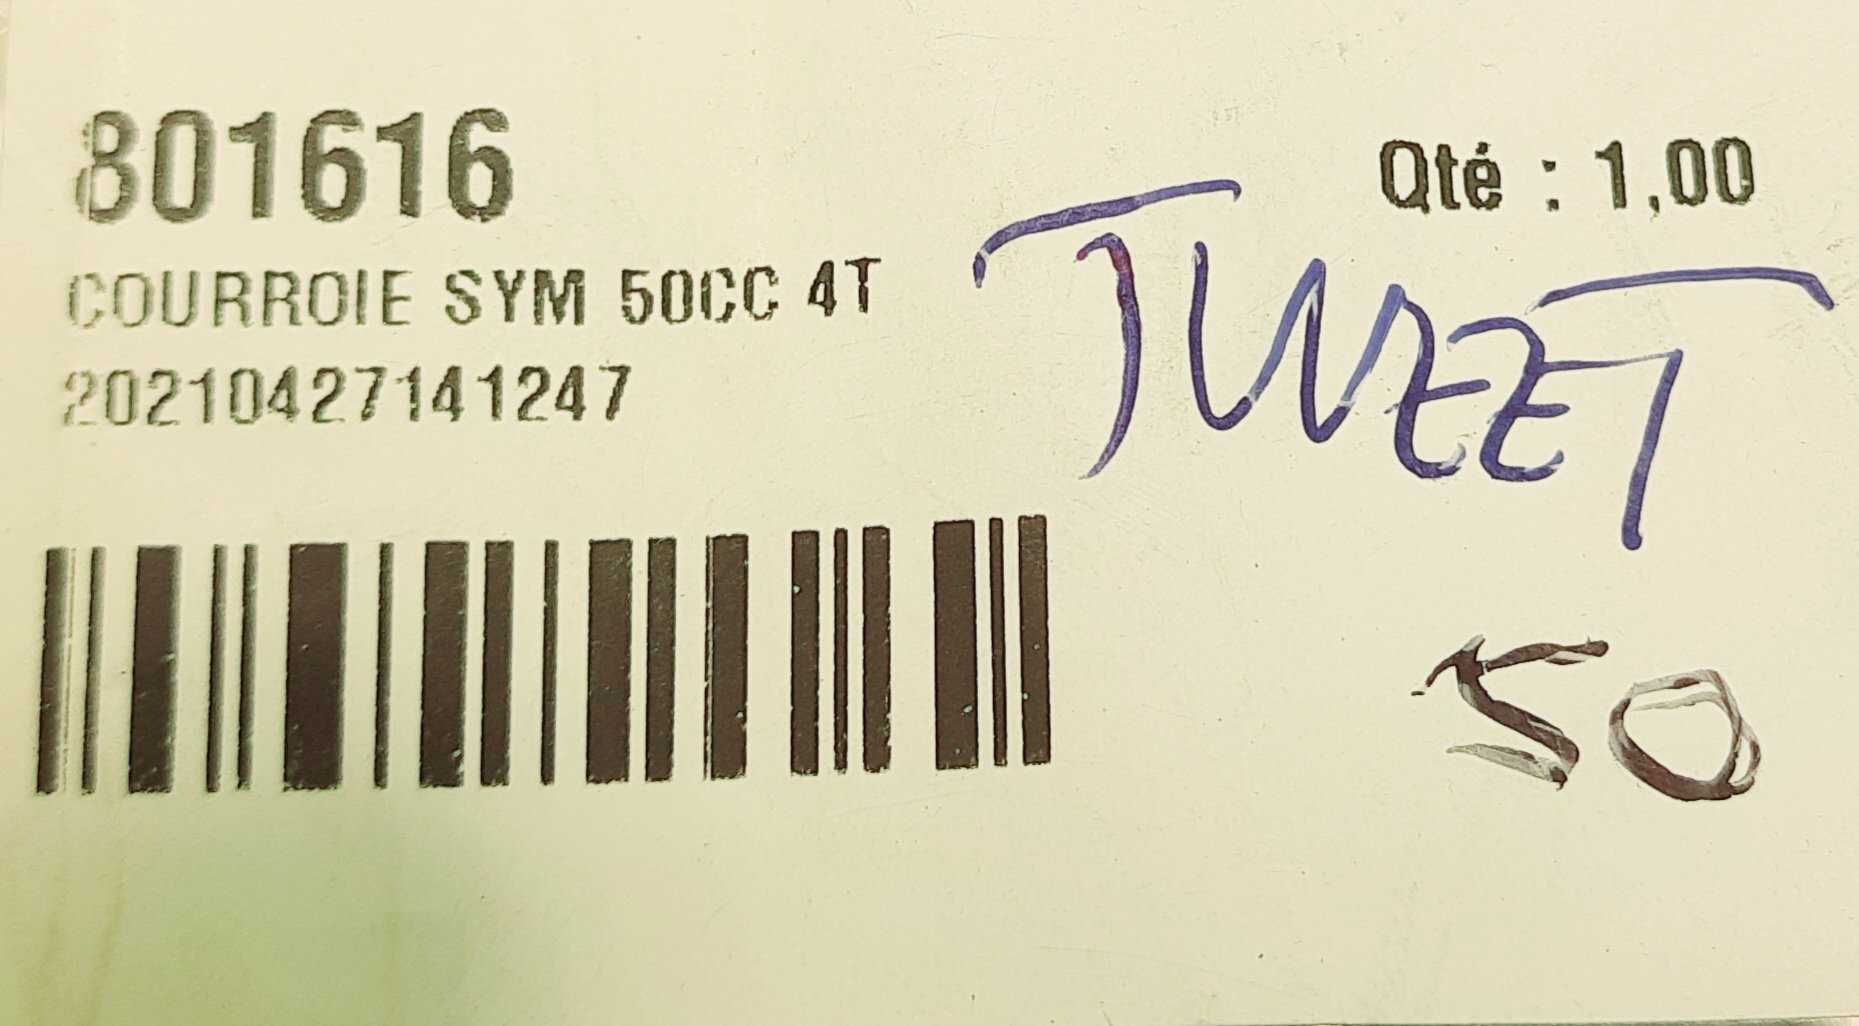 801616
Qté : 1,00
COURROIE SYM 50CC 4T
20210427141247
TWEET
50